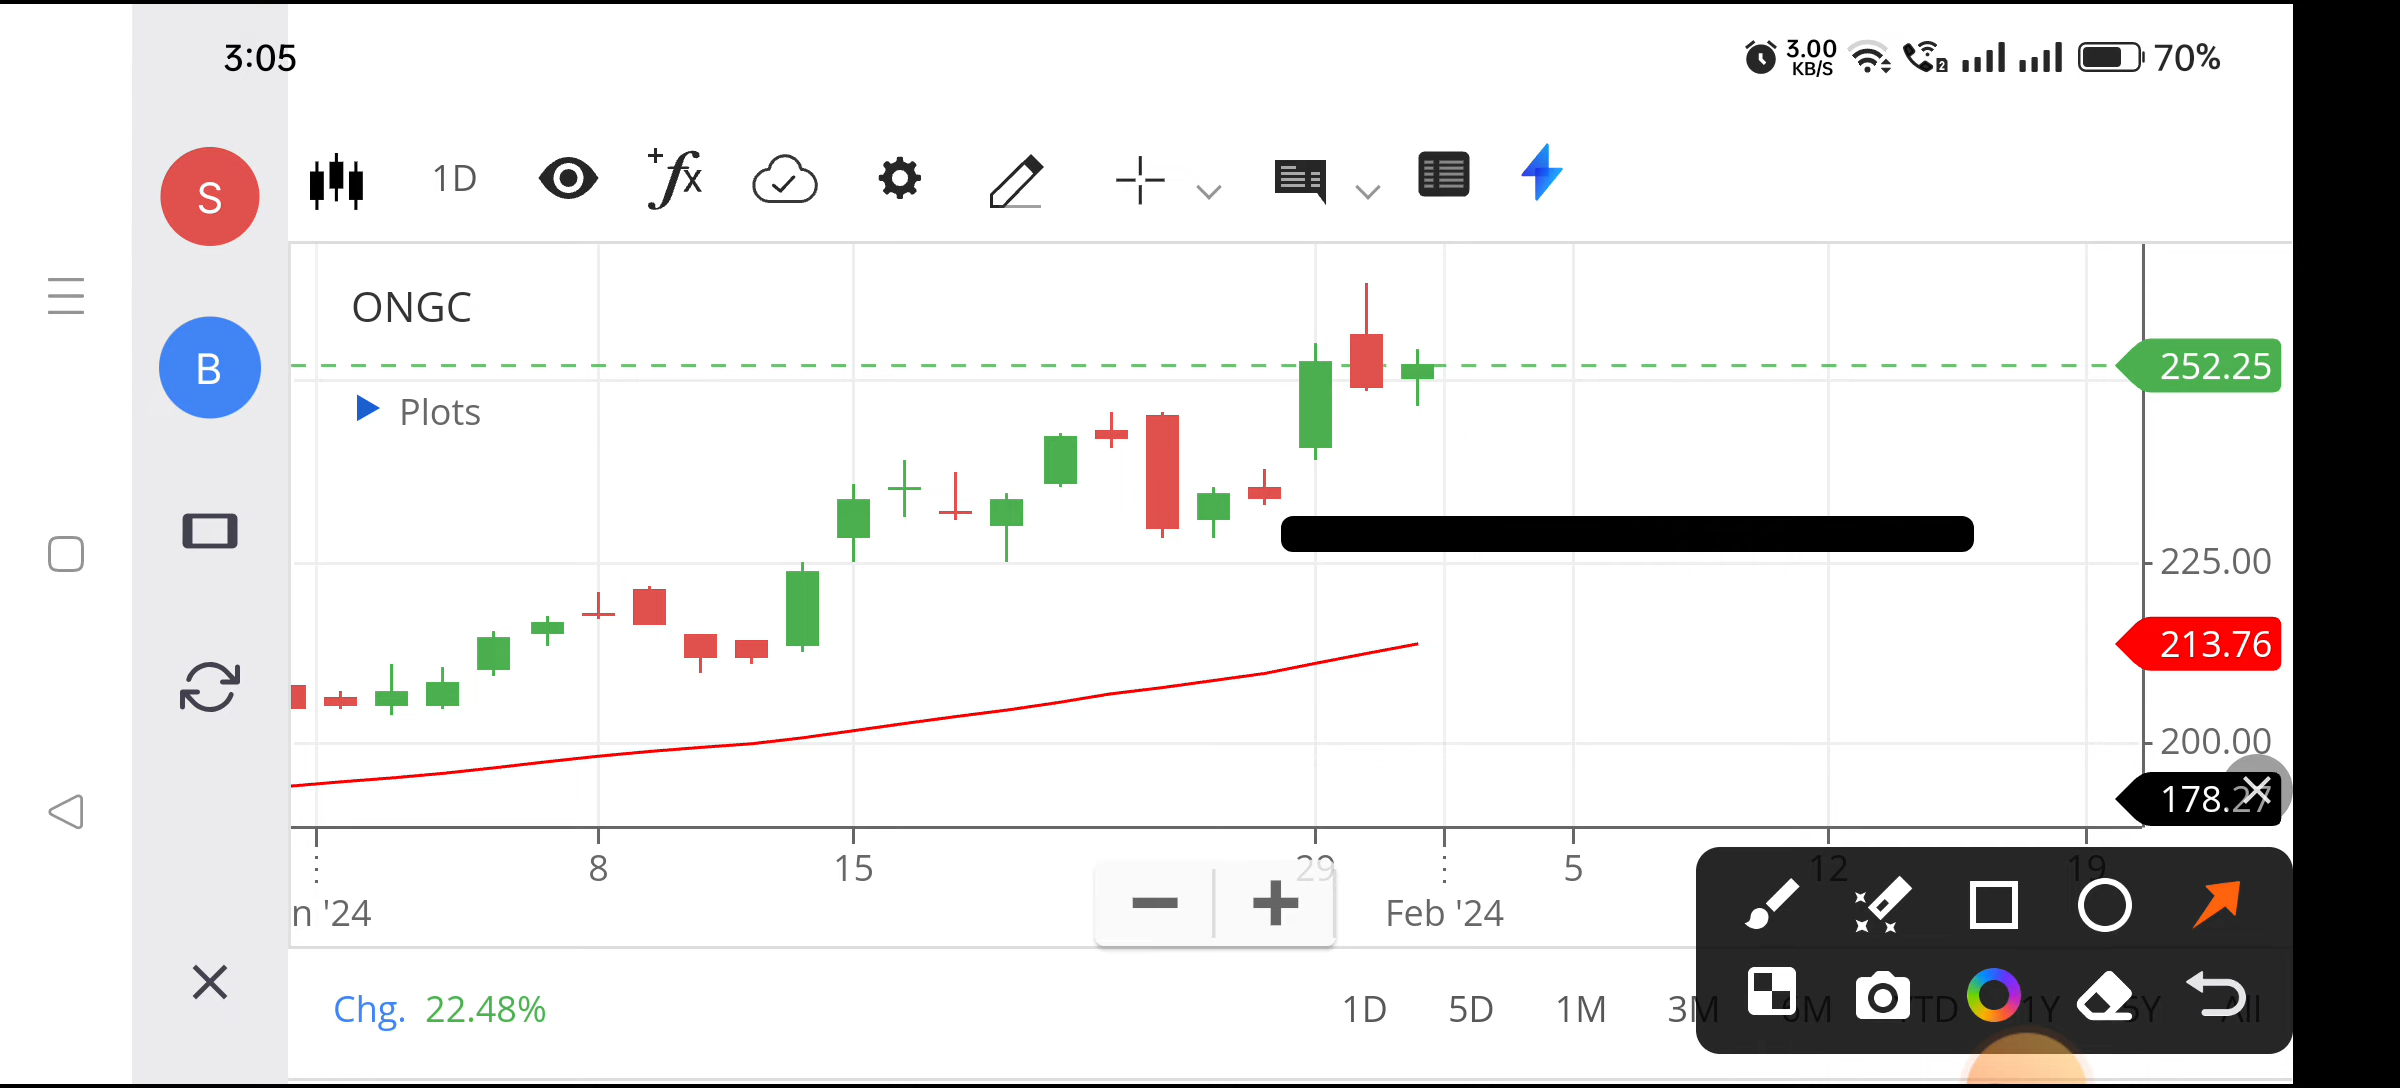 3:05
3.00
KB/S
2
70%
S
1D
B
ONGC
252.25
Plots
225.00
213.76
200.00
178.27
8
15
29
5
12
19
n '24
Feb '24
Chg. 22.48%
1D 5D 1M 3M 6M YTD 1Y 5Y All